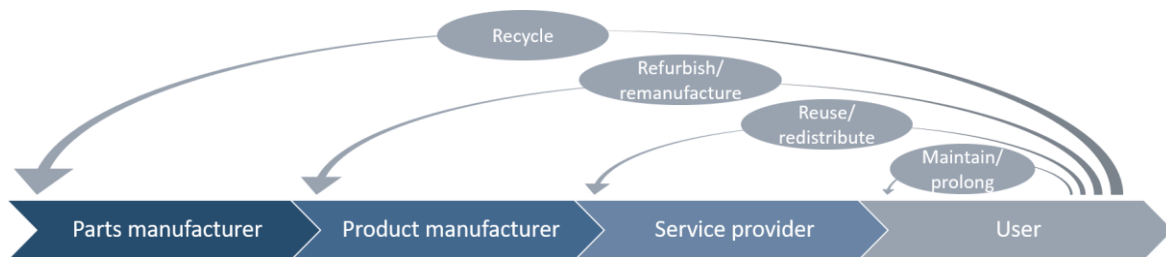 Recycle
Refurbish/
remanufacture
Reuse/
redistribute
Maintain/
prolong
Parts manufacturer
Product manufacturer
Service provider
User